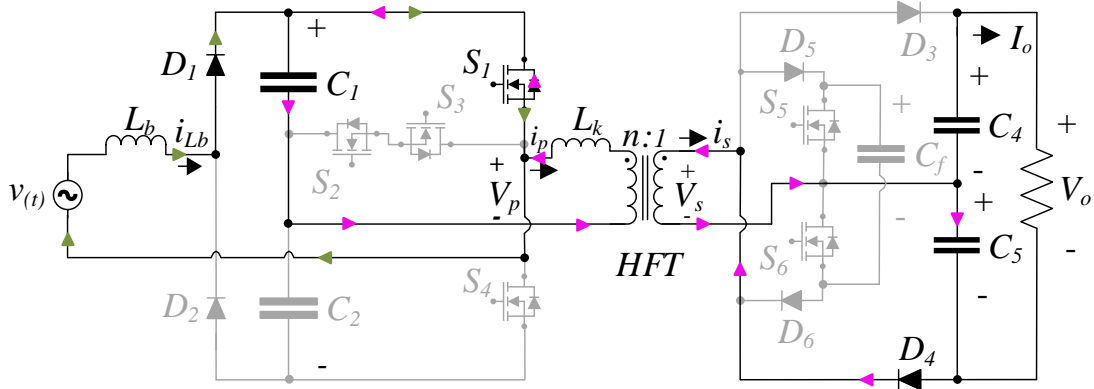 +
D1
C1
S1
S3
Lb
iLb
S2
ip
Lk
n:1
is
v(t)
+
Vp
-
+
Vs
-
HFT
D2
C2
-
S4
D3
Io
D5
S5
+
Cf
-
+
C4
-
+
Vo
-
+
C5
-
S6
D6
D4